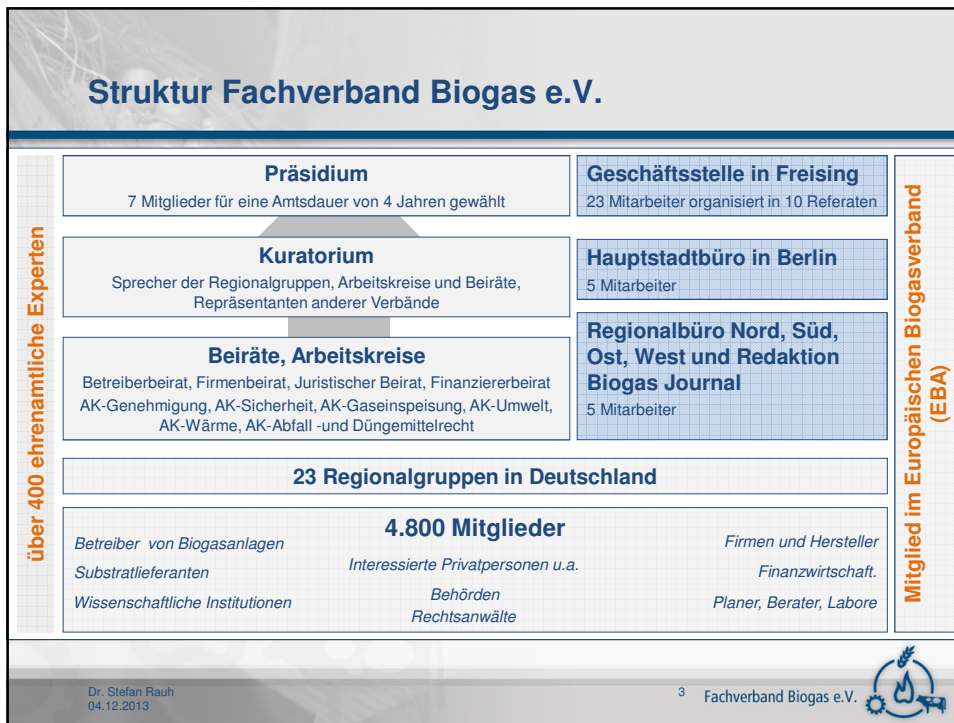 Struktur Fachverband Biogas e.V.
über 400 ehrenamtliche Experten
Präsidium
7 Mitglieder für eine Amtsdauer von 4 Jahren gewählt
Kuratorium
Sprecher der Regionalgruppen, Arbeitskreise und Beiräte,
Repräsentanten anderer Verbände
Beiräte, Arbeitskreise
Betreiberbeirat, Firmenbeirat, Juristischer Beirat, Finanziererbeirat
AK-Genehmigung, AK-Sicherheit, AK-Gaseinspeisung, AK-Umwelt,
AK-Wärme, AK-Abfall -und Düngemittelrecht
Geschäftsstelle in Freising
23 Mitarbeiter organisiert in 10 Referaten
Hauptstadtbüro in Berlin
5 Mitarbeiter
Regionalbüro Nord, Süd,
Ost, West und Redaktion
Biogas Journal
5 Mitarbeiter
23 Regionalgruppen in Deutschland
4.800 Mitglieder
Betreiber von Biogasanlagen
Substratlieferanten
Wissenschaftliche Institutionen
Interessierte Privatpersonen u.a.
Behörden
Rechtsanwälte
Firmen und Hersteller
Finanzwirtschaft.
Planer, Berater, Labore
Mitglied im Europäischen Biogasverband
(EBA)
Dr. Stefan Rauh
04.12.2013
3
Fachverband Biogas e.V.